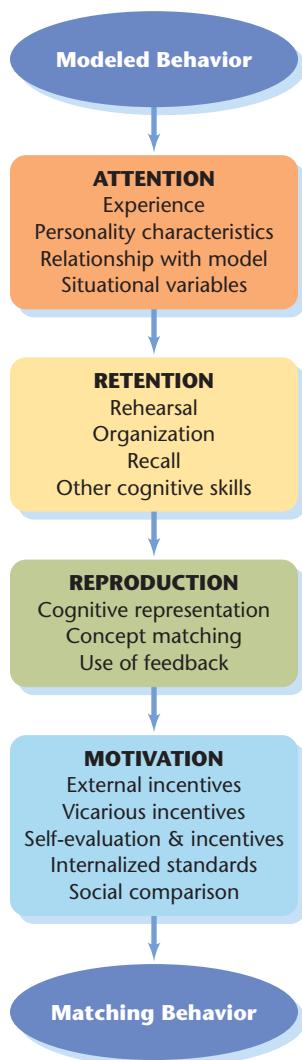 Modeled Behavior
ATTENTION
Experience
Personality characteristics
Relationship with model
Situational variables
RETENTION
Rehearsal
Organization
Recall
Other cognitive skills
REPRODUCTION
Cognitive representation
Concept matching
Use of feedback
MOTIVATION
External incentives
Vicarious incentives
Self-evaluation & incentives
Internalized standards
Social comparison
Matching Behavior